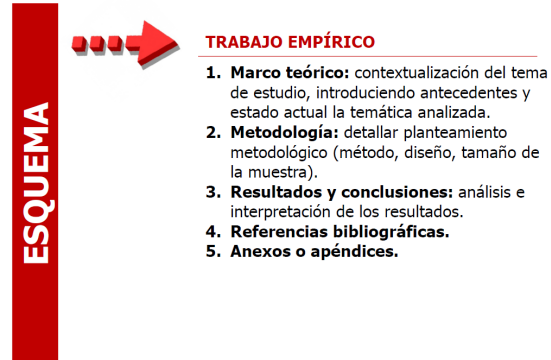 ESQUEMA
TRABAJO EMPÍRICO
1. Marco teórico: contextualización del tema
de estudio, introduciendo antecedentes y
estado actual la temática analizada.
2. Metodología: detallar planteamiento
metodológico (método, diseño, tamaño de
la muestra).
3. Resultados y conclusiones: análisis e
interpretación de los resultados.
4. Referencias bibliográficas.
5. Anexos o apéndices.